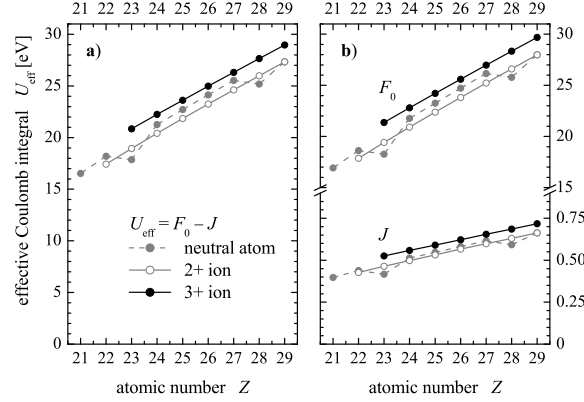 21 22 23 24 25 26 27 28 29
21 22 23 24 25 26 27 28 29
30
25
20
15
10
5
0
effective Coulomb integral U_eff [eV]
a)
U_eff = F_0 – J
neutral atom
2+ ion
3+ ion
21 22 23 24 25 26 27 28 29
atomic number Z
b)
F_0
J
30
25
20
15
0.75
0.50
0.25
0
21 22 23 24 25 26 27 28 29
atomic number Z